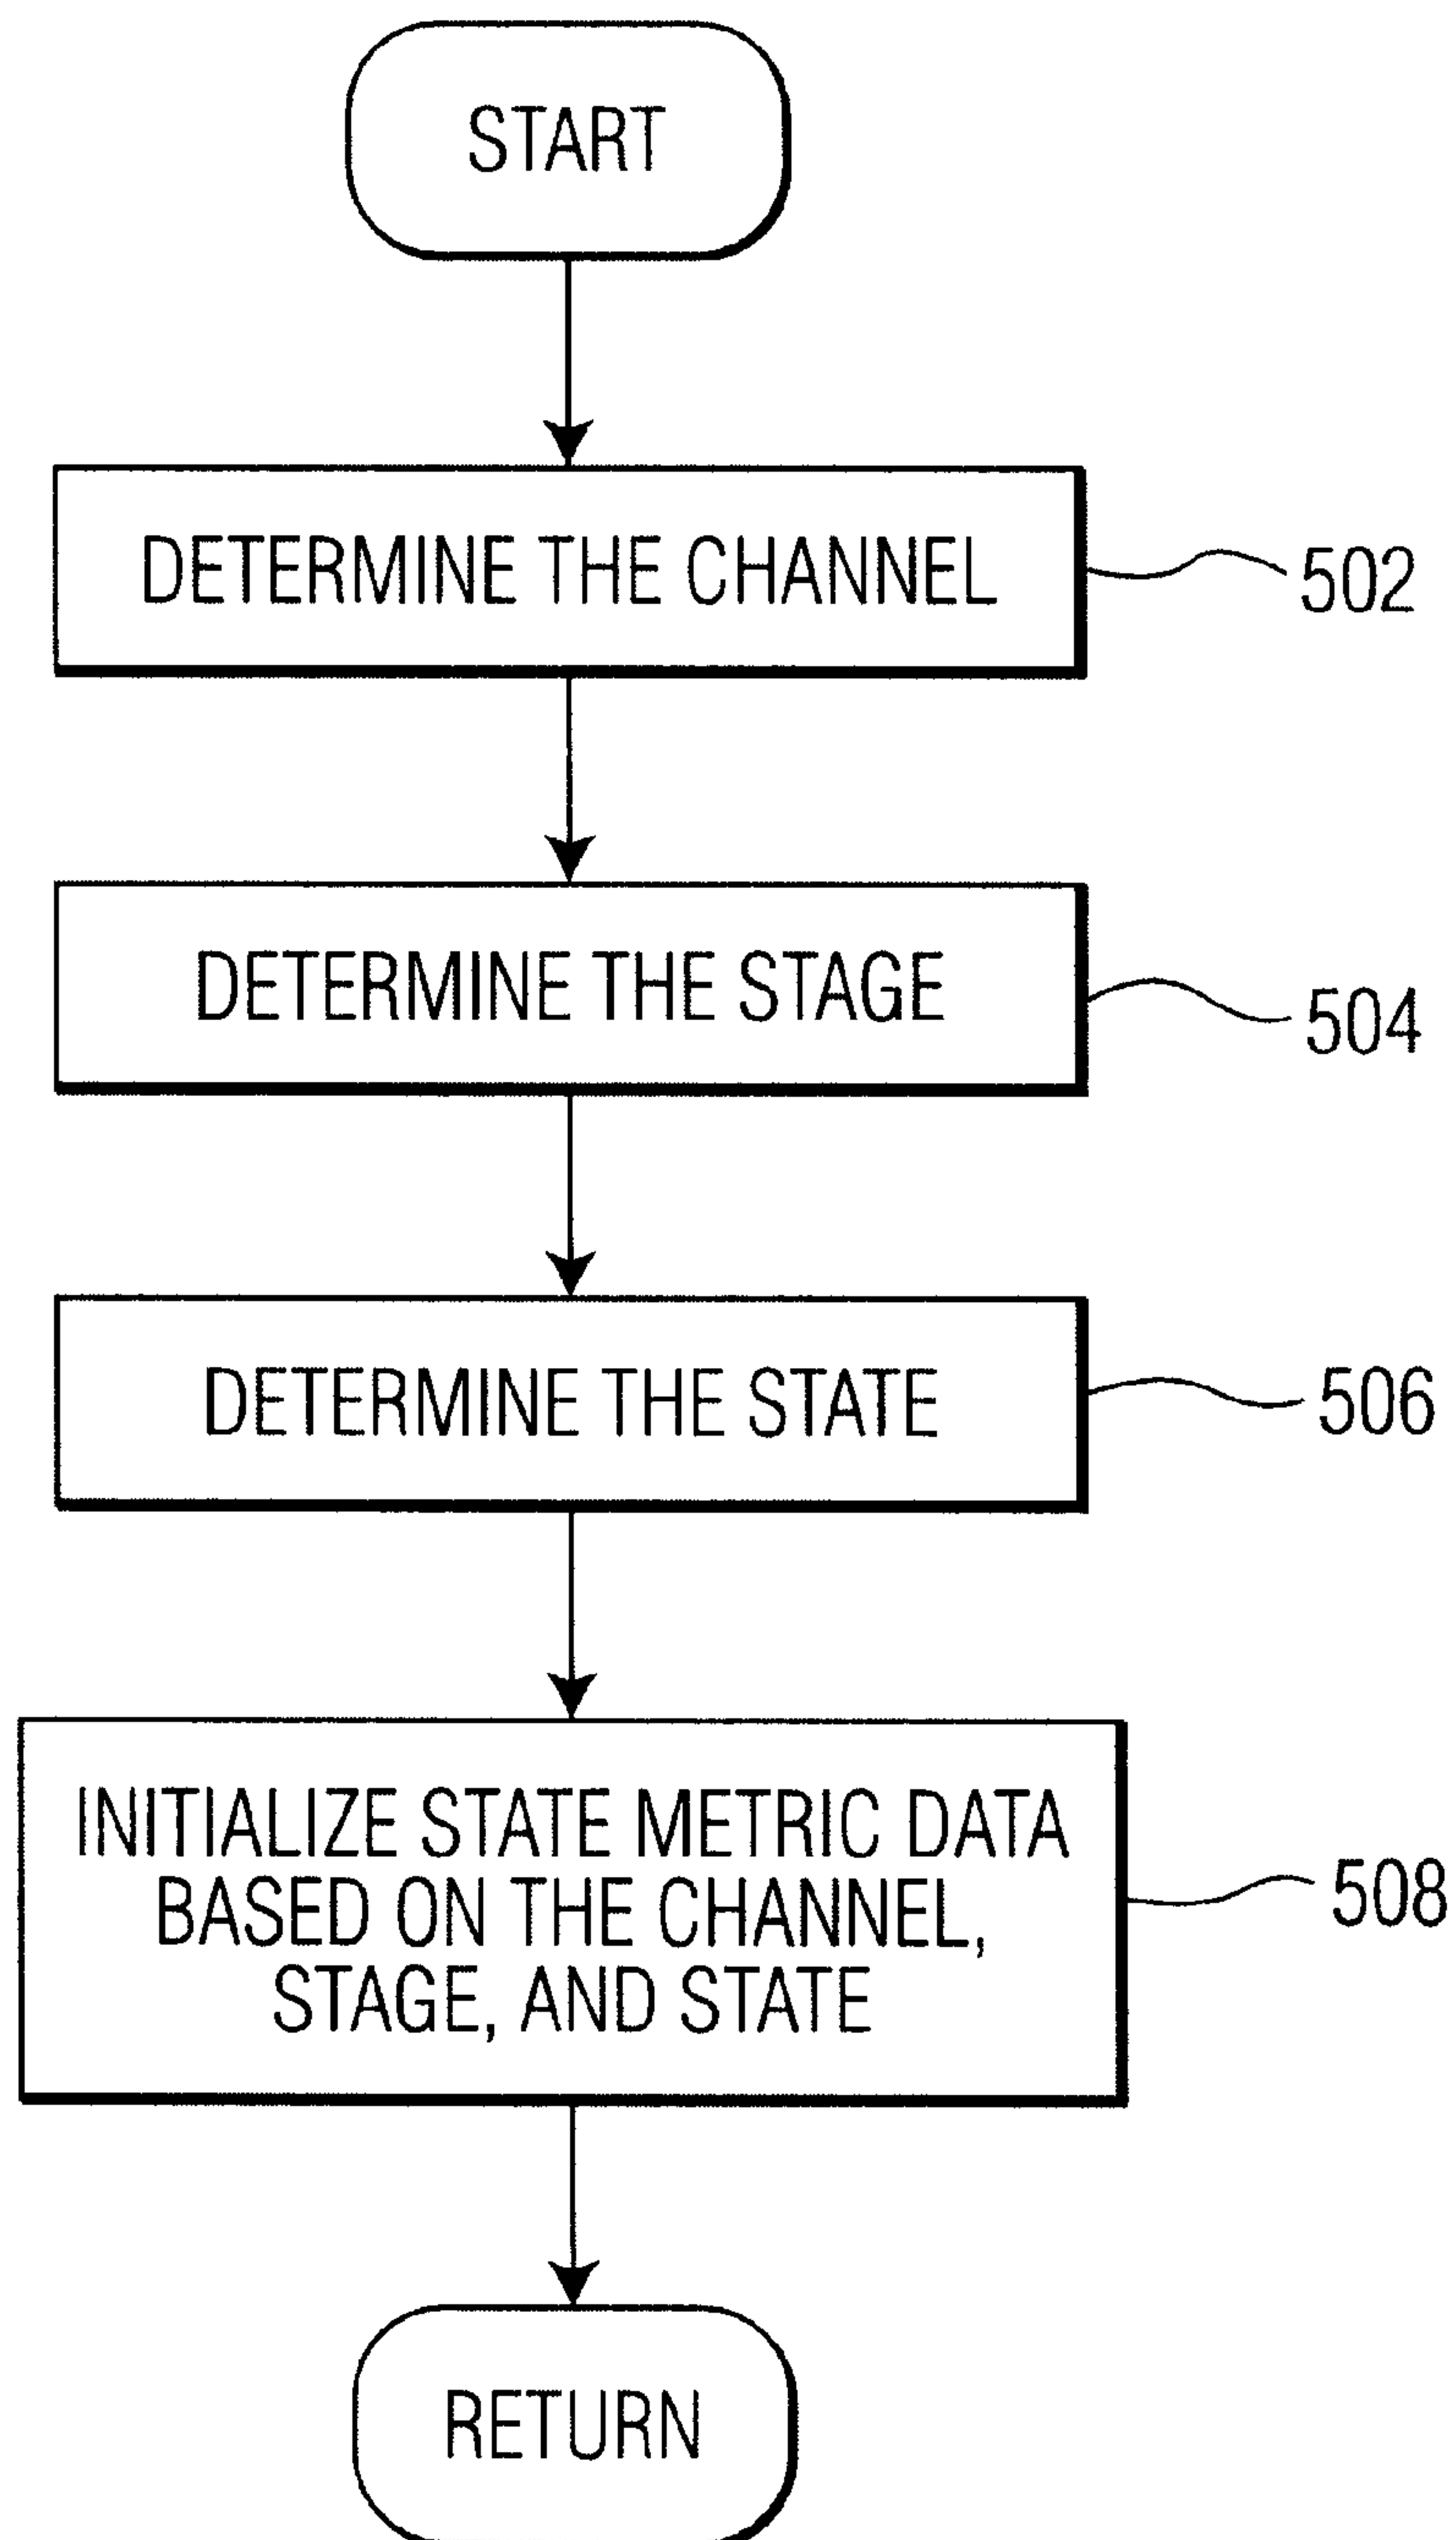 START
DETERMINE THE CHANNEL
502
DETERMINE THE STAGE
504
DETERMINE THE STATE
506
INITIALIZE STATE METRIC DATA
BASED ON THE CHANNEL,
STAGE, AND STATE
508
RETURN